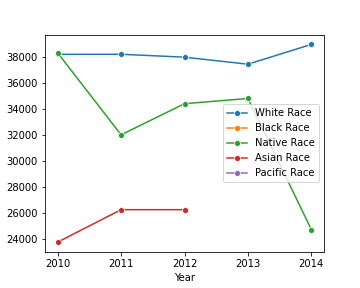 38000
36000
34000
32000
30000
28000
26000
24000
White Race
Black Race
Native Race
Asian Race
Pacific Race
2010 2011 2012 2013 2014
Year